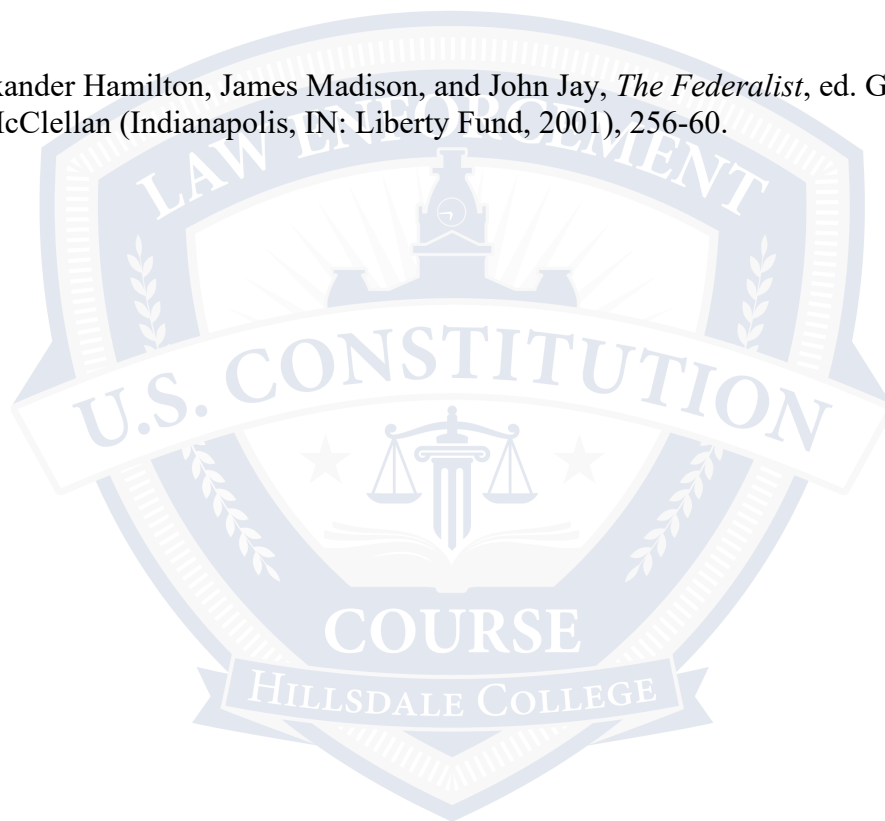 xander Hamilton, James Madison, and John Jay, The Federalist, ed. G
McClellan (Indianapolis, IN: Liberty Fund, 2001), 256-60.
LAW ENFORCEMENT
U.S. CONSTITUTION
COURSE
HILLSDALE COLLEGE